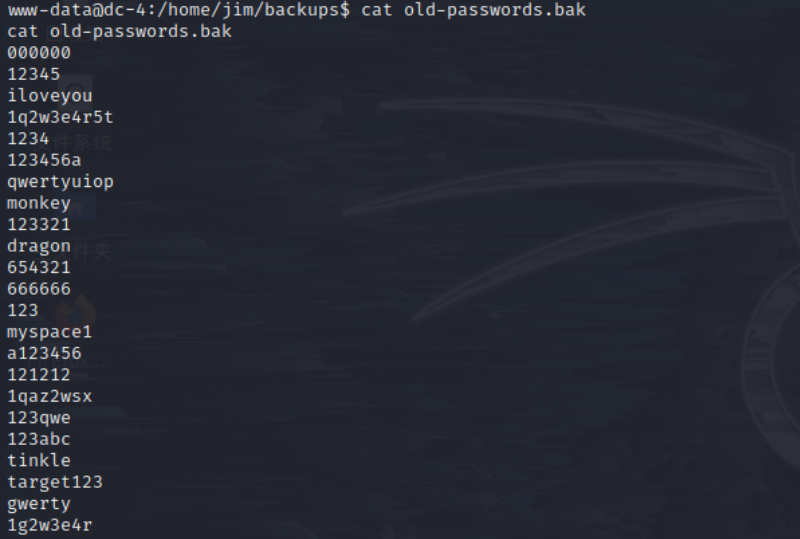 www-data@dc-4:/home/jim/backups$ cat old-passwords.bak
cat old-passwords.bak
000000
12345
iloveyou
1q2w3e4r5t
1234
123456a
qwertyuiop
monkey
123321
dragon
654321
666666
123
myspace1
a123456
121212
1qaz2wsx
123qwe
123abc
tinkle
target123
gwerty
1g2w3e4r